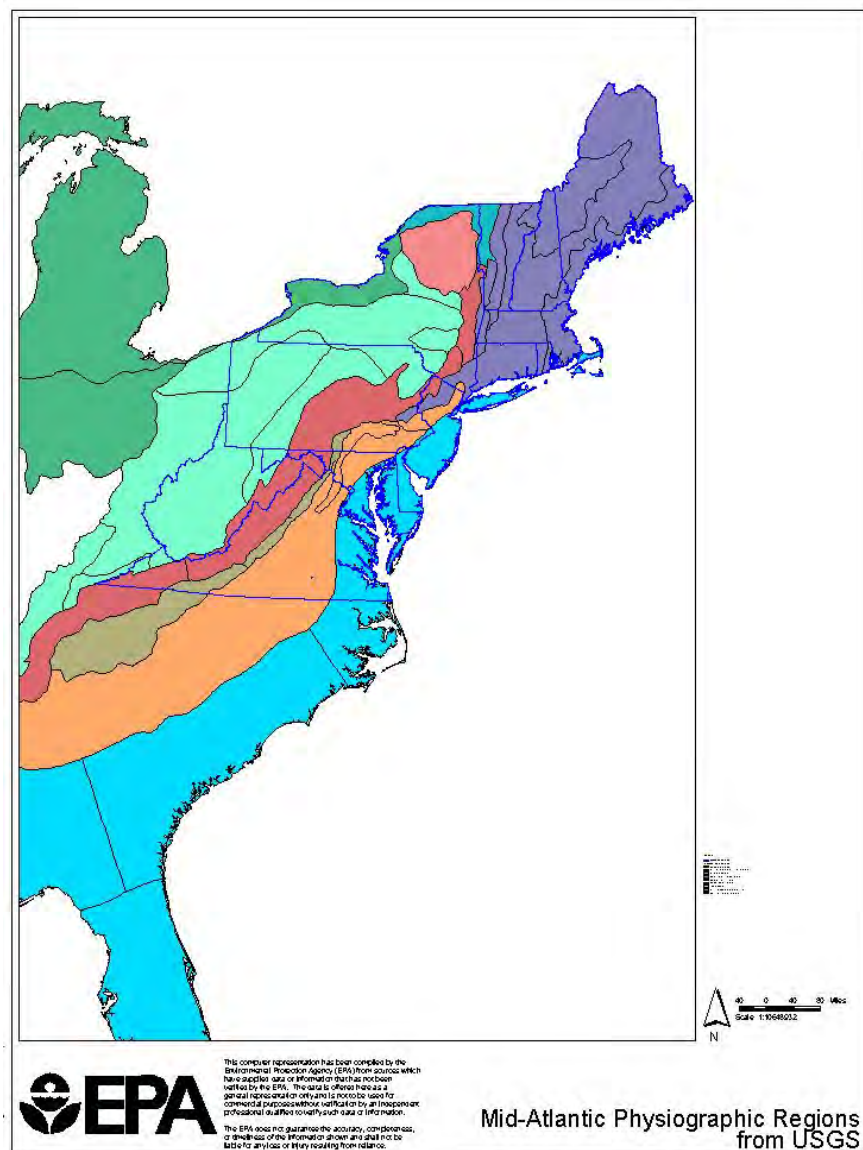 40 0 40 80 Miles
Scale 1:10648932
N
EPA
This computer representation has been compiled by the
Environmental Protection Agency (EPA) from sources which
have supplied data or information that has not been
verified by the EPA. The data is offered here as a
general representation only and is not to be used for
commercial purposes without verification by an independent
professional qualified to verify such data or information.
The EPA does not guarantee the accuracy, completeness,
or timeliness of the information shown and shall not be
liable for any loss or injury resulting from reliance.
Mid-Atlantic Physiographic Regions
from USGS